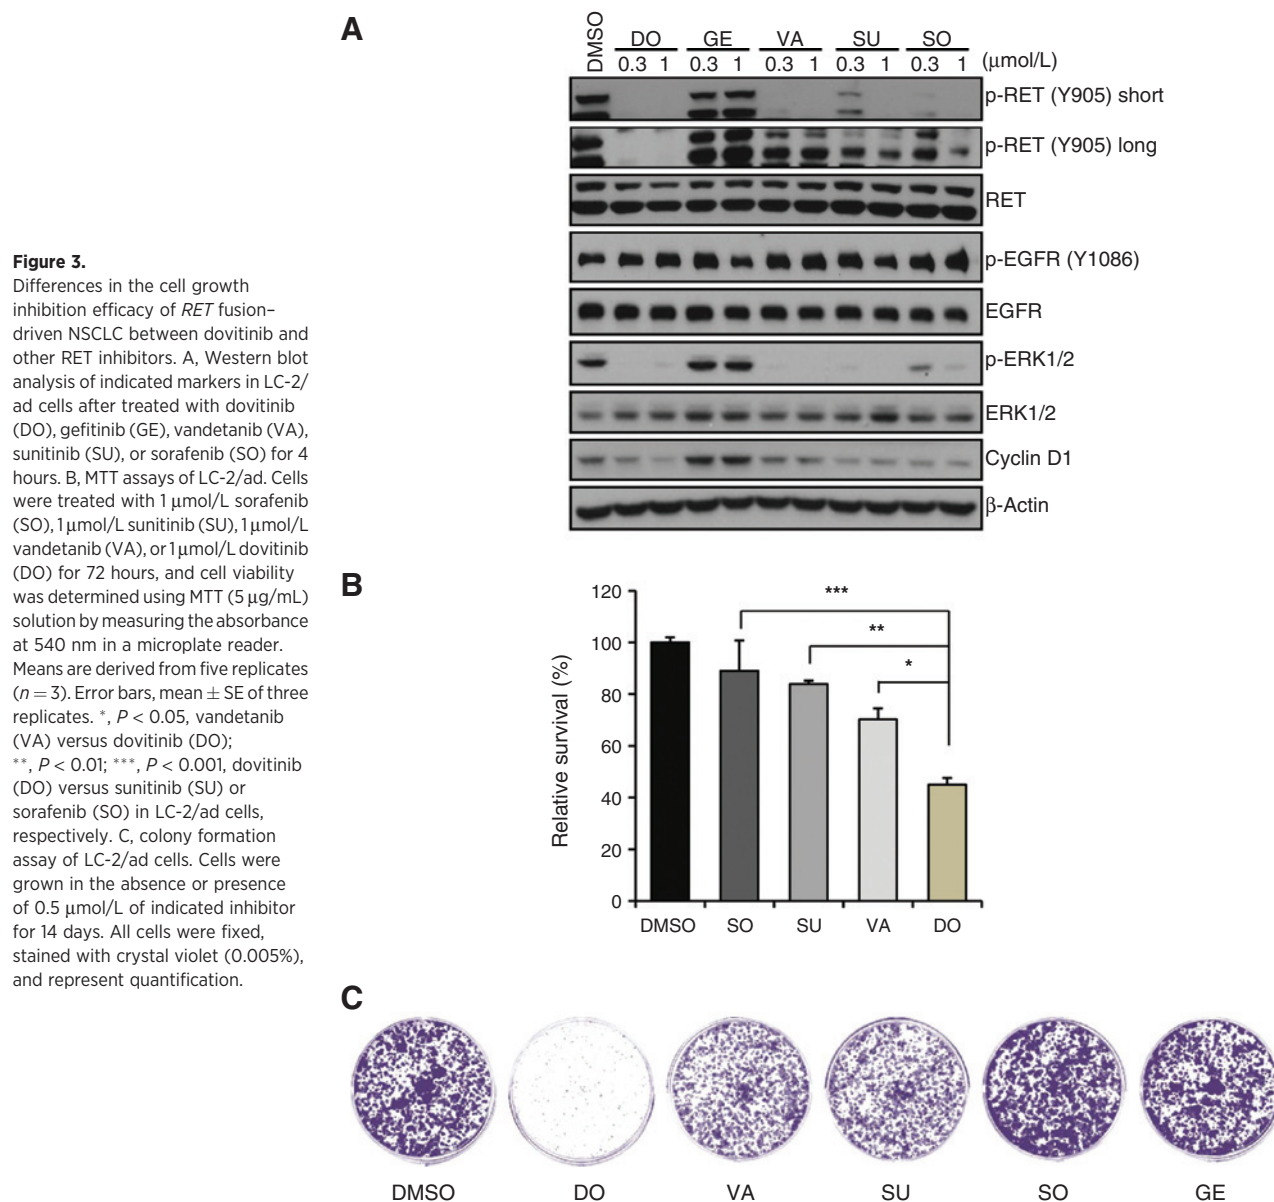 Figure 3.
Differences in the cell growth
inhibition efficacy of RET fusion–
driven NSCLC between dovitinib and
other RET inhibitors. A, Western blot
analysis of indicated markers in LC-2/
ad cells after treated with dovitinib
(DO), gefitinib (GE), vandetanib (VA),
sunitinib (SU), or sorafenib (SO) for 4
hours. B, MTT assays of LC-2/ad. Cells
were treated with 1 μmol/L sorafenib
(SO), 1 μmol/L sunitinib (SU), 1 μmol/L
vandetanib (VA), or 1 μmol/L dovitinib
(DO) for 72 hours, and cell viability
was determined using MTT (5 μg/mL)
solution by measuring the absorbance
at 540 nm in a microplate reader.
Means are derived from five replicates
(n = 3). Error bars, mean ± SE of three
replicates. *, P < 0.05, vandetanib
(VA) versus dovitinib (DO);
**, P < 0.01; ***, P < 0.001, dovitinib
(DO) versus sunitinib (SU) or
sorafenib (SO) in LC-2/ad cells,
respectively. C, colony formation
assay of LC-2/ad cells. Cells were
grown in the absence or presence
of 0.5 μmol/L of indicated inhibitor
for 14 days. All cells were fixed,
stained with crystal violet (0.005%),
and represent quantification.
A
DMSO DO GE VA SU SO
0.3 1 0.3 1 0.3 1 0.3 1 0.3 1 (μmol/L)
p-RET (Y905) short
p-RET (Y905) long
RET
p-EGFR (Y1086)
EGFR
p-ERK1/2
ERK1/2
Cyclin D1
β-Actin
B
Relative survival (%)
120
100
80
60
40
20
0
***
**
*
DMSO SO SU VA DO
C
DMSO DO VA SU SO GE